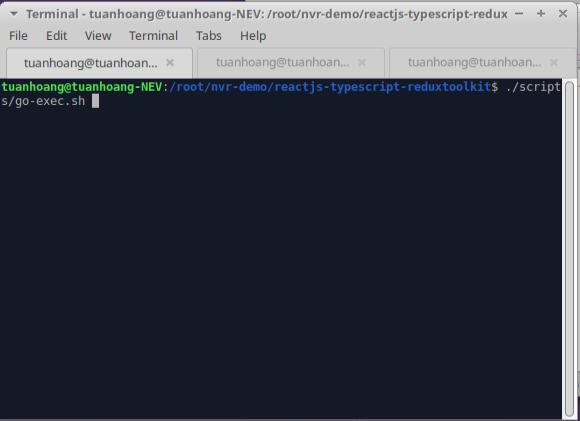 Terminal - tuanhoang@tuanhoang-NEV: /root/nvr-demo/reactjs-typescript-redux
File Edit View Terminal Tabs Help
tuanhoang@tuanhoan... tuanhoang@tuanhoan... tuanhoang@tuanhoan...
tuanhoang@tuanhoang-NEV:/root/nvr-demo/reactjs-typescript-reduxtoolkit$ ./script
s/go-exec.sh